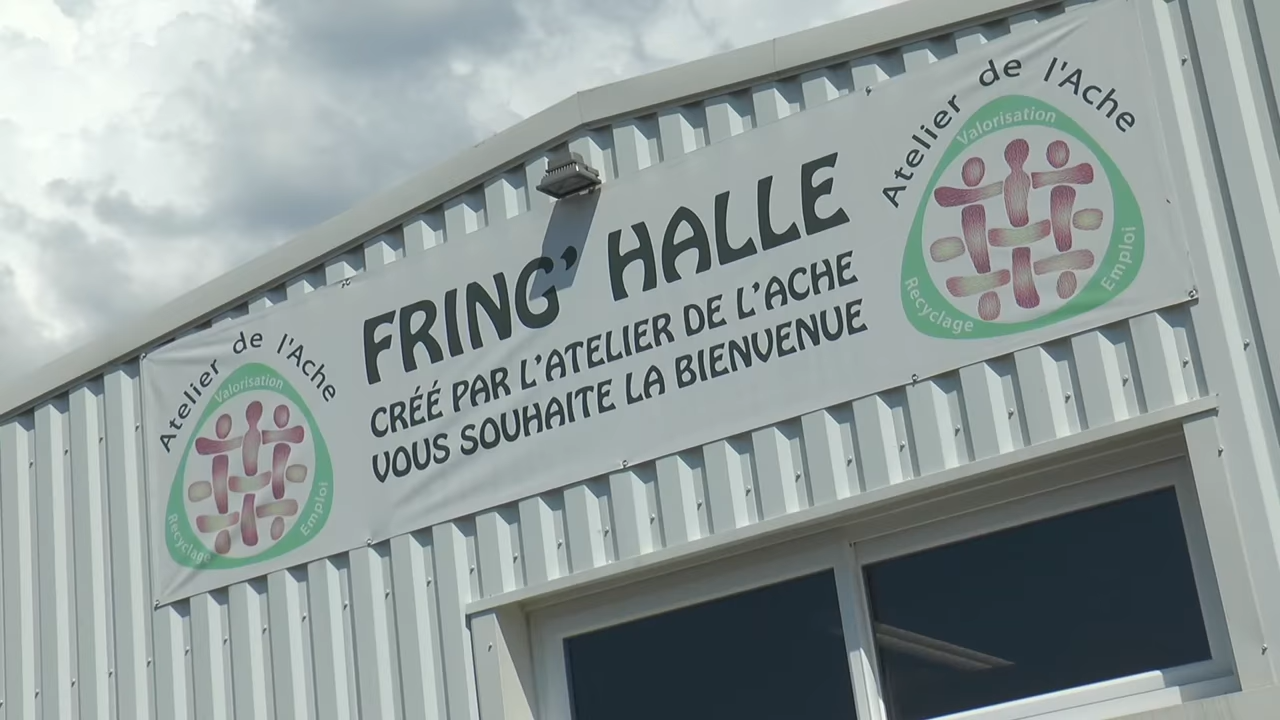 Atelier de l'Ache
Valorisation
Recyclage
Emploi
FRING' HALLE
CRÉÉ PAR L'ATELIER DE L'ACHE
VOUS SOUHAITE LA BIENVENUE
Atelier de l'Ache
Valorisation
Recyclage
Emploi